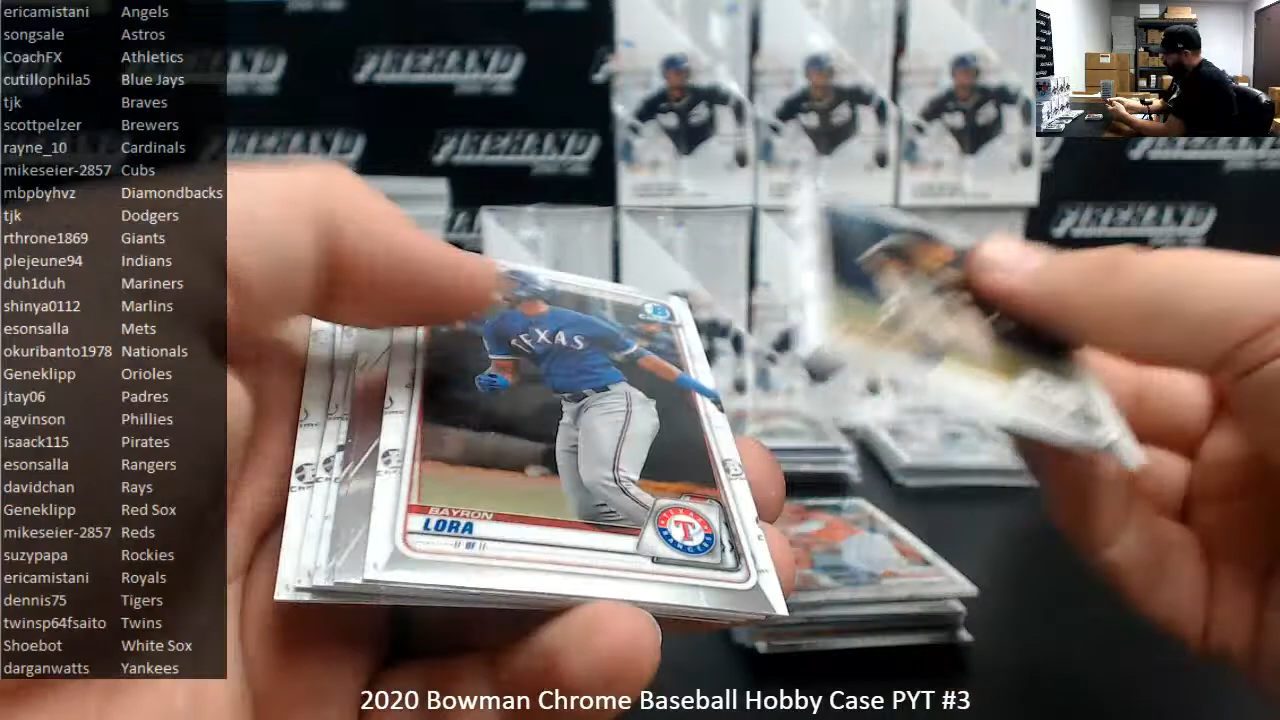 ericamistani Angels
songsale Astros
CoachFX Athletics
cutillophila5 Blue Jays
tjk Braves
scottpelzer Brewers
rayne_10 Cardinals
mikeseier-2857 Cubs
mbpbyhvz Diamondbacks
tjk Dodgers
rthrone1869 Giants
plejeune94 Indians
duh1duh Mariners
shinya0112 Marlins
esonsalla Mets
okuribanto1978 Nationals
Geneklipp Orioles
jtay06 Padres
agvinson Phillies
isaack115 Pirates
esonsalla Rangers
davidchan Rays
Geneklipp Red Sox
mikeseier-2857 Reds
suzypapa Rockies
ericamistani Royals
dennis75 Tigers
twinsp64fsaito Twins
Shoebot White Sox
darganwatts Yankees
FIREHAND
FIREHAND
FIREHAND
TEXAS
B
BAYRON
LORA
OF
T
TEXAS
RANGERS
2020 Bowman Chrome Baseball Hobby Case PYT #3